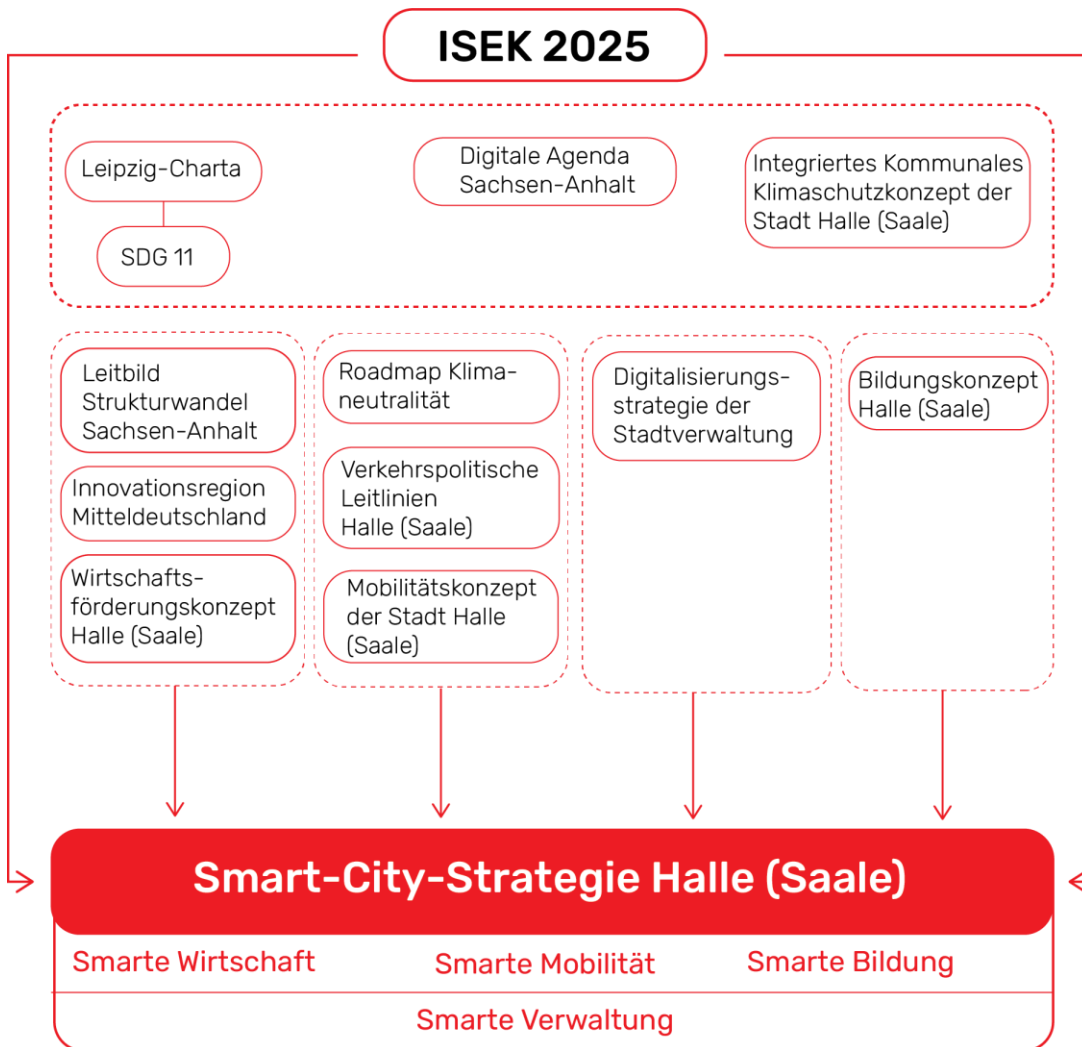 ISEK 2025
Leipzig-Charta
SDG 11
Digitale Agenda
Sachsen-Anhalt
Integriertes Kommunales
Klimaschutzkonzept der
Stadt Halle (Saale)
Leitbild
Strukturwandel
Sachsen-Anhalt
Innovationsregion
Mitteldeutschland
Wirtschafts-
förderungskonzept
Halle (Saale)
Roadmap Klima-
neutralität
Verkehrspolitische
Leitlinien
Halle (Saale)
Mobilitätskonzept
der Stadt Halle
(Saale)
Digitalisierungs-
strategie der
Stadtverwaltung
Bildungskonzept
Halle (Saale)
Smart-City-Strategie Halle (Saale)
Smarte Wirtschaft
Smarte Mobilität
Smarte Bildung
Smarte Verwaltung